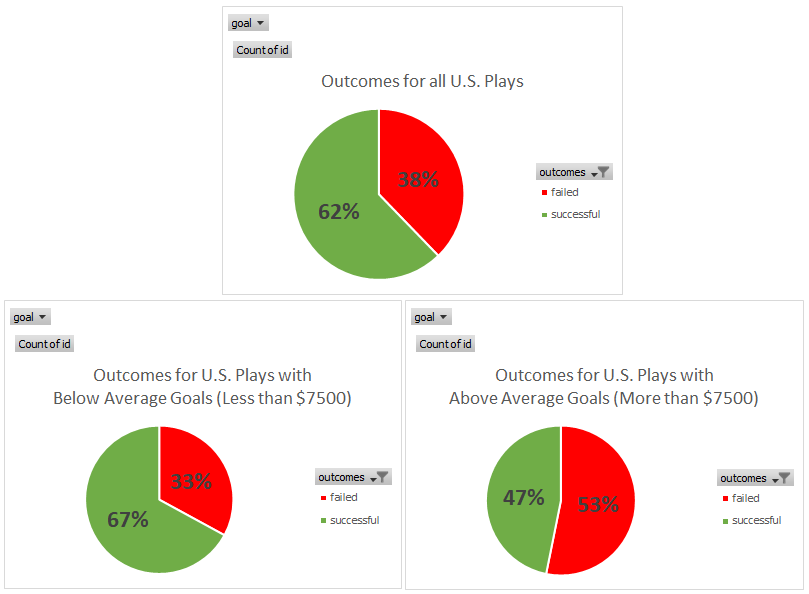 goal
Count of id
Outcomes for all U.S. Plays
38%
62%
outcomes
failed
successful
goal
Count of id
Outcomes for U.S. Plays with
Below Average Goals (Less than $7500)
33%
67%
outcomes
failed
successful
goal
Count of id
Outcomes for U.S. Plays with
Above Average Goals (More than $7500)
47%
53%
outcomes
failed
successful